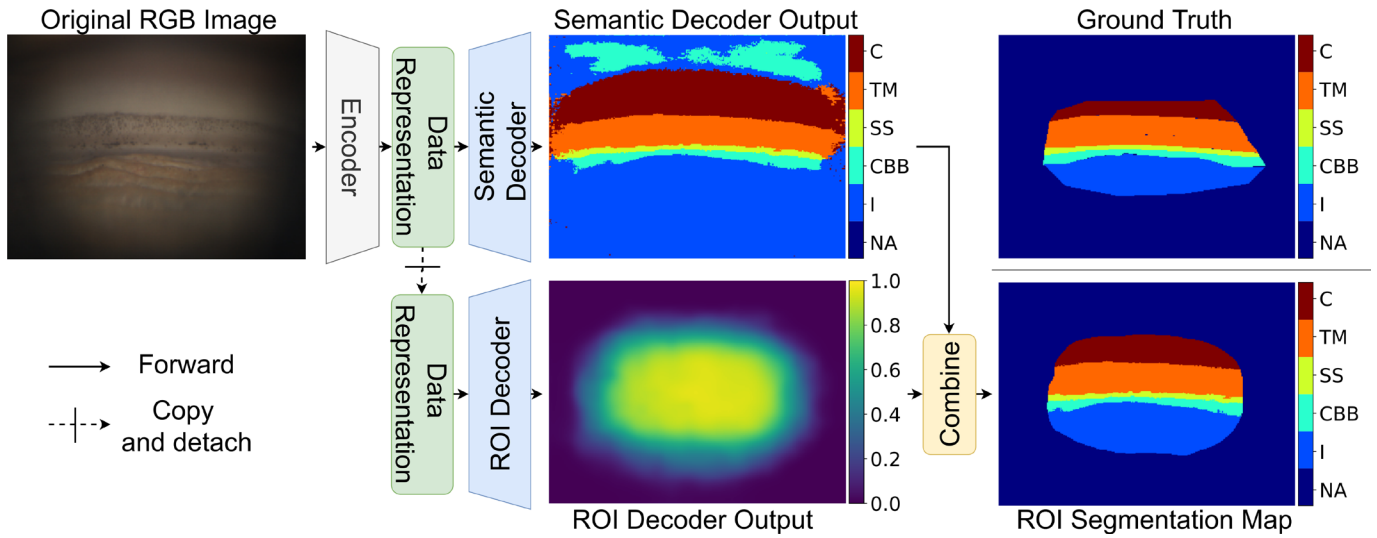 Original RGB Image
Encoder
Data
Representation
Semantic
Decoder
Semantic Decoder Output
C
TM
SS
CBB
I
NA
Ground Truth
C
TM
SS
CBB
I
NA
Forward
Copy
and detach
Data
Representation
ROI Decoder
1.0
0.8
0.6
0.4
0.2
0.0
ROI Decoder Output
Combine
C
TM
SS
CBB
I
NA
ROI Segmentation Map